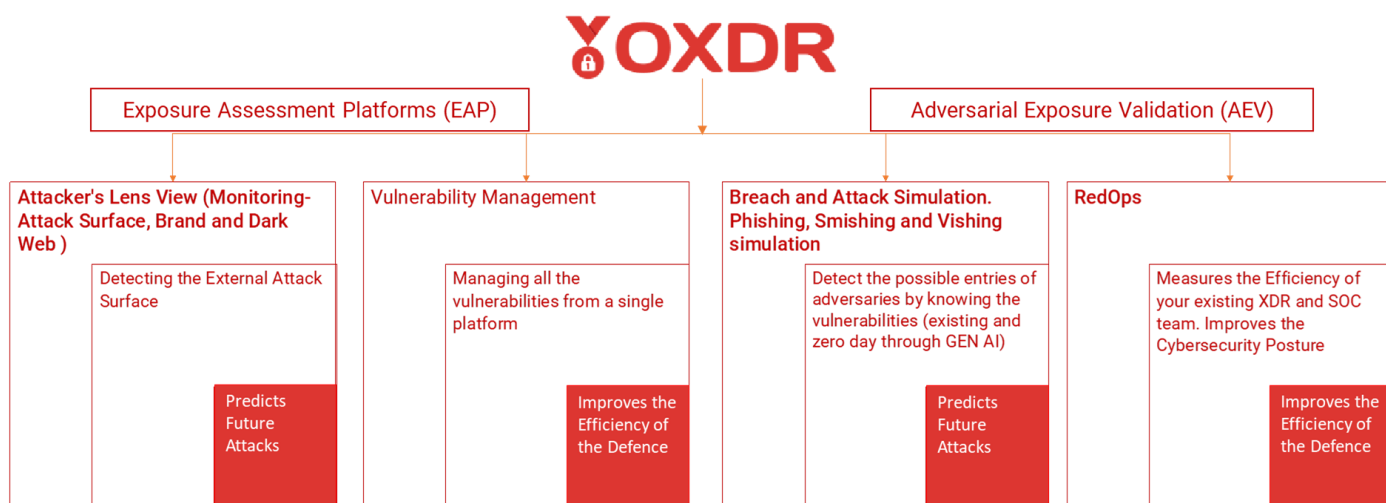 OXDR
Exposure Assessment Platforms (EAP)
Adversarial Exposure Validation (AEV)
Attacker's Lens View (Monitoring-
Attack Surface, Brand and Dark
Web )
Detecting the External Attack
Surface
Predicts
Future
Attacks
Vulnerability Management
Managing all the
vulnerabilities from a single
platform
Improves the
Efficiency of
the Defence
Breach and Attack Simulation.
Phishing, Smishing and Vishing
simulation
Detect the possible entries of
adversaries by knowing the
vulnerabilities (existing and
zero day through GEN AI)
Predicts
Future
Attacks
RedOps
Measures the Efficiency of
your existing XDR and SOC
team. Improves the
Cybersecurity Posture
Improves the
Efficiency of
the Defence